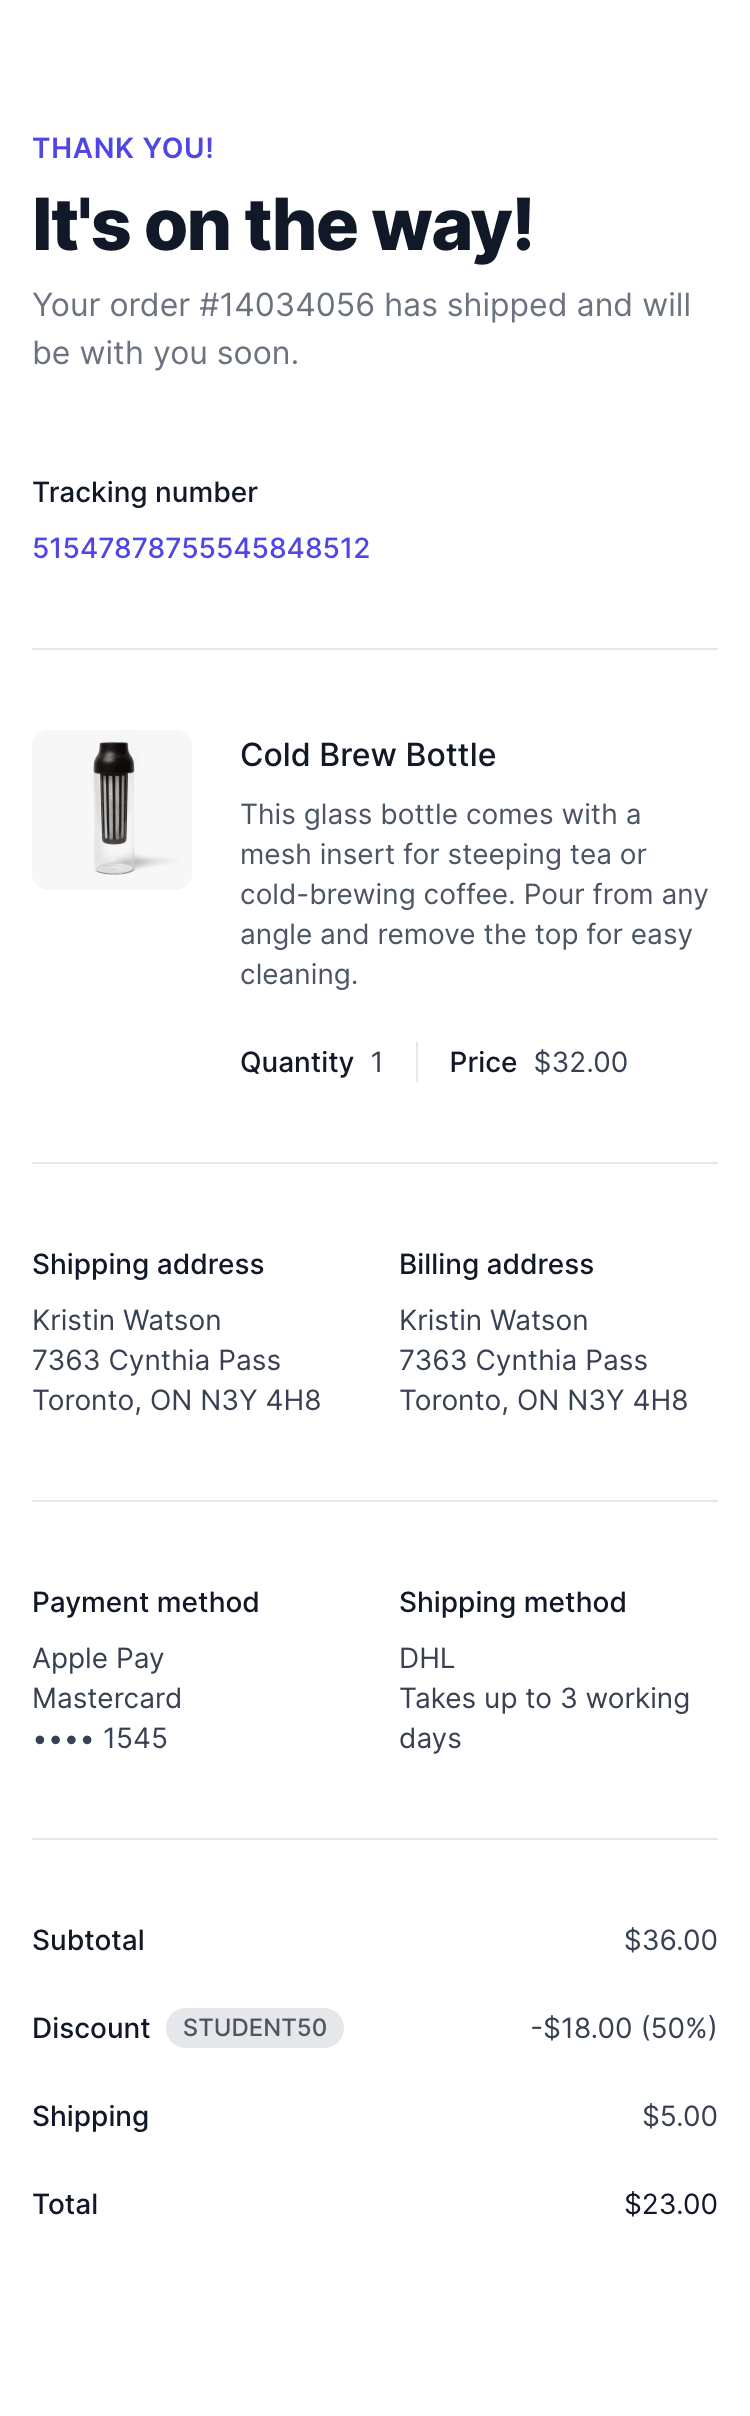 THANK YOU!
It's on the way!
Your order #14034056 has shipped and will
be with you soon.
Tracking number
51547878755545848512
Cold Brew Bottle
This glass bottle comes with a
mesh insert for steeping tea or
cold-brewing coffee. Pour from any
angle and remove the top for easy
cleaning.
Quantity 1 Price $32.00
Shipping address
Kristin Watson
7363 Cynthia Pass
Toronto, ON N3Y 4H8
Billing address
Kristin Watson
7363 Cynthia Pass
Toronto, ON N3Y 4H8
Payment method
Apple Pay
Mastercard
•••• 1545
Shipping method
DHL
Takes up to 3 working
days
Subtotal $36.00
Discount STUDENT50 -$18.00 (50%)
Shipping $5.00
Total $23.00